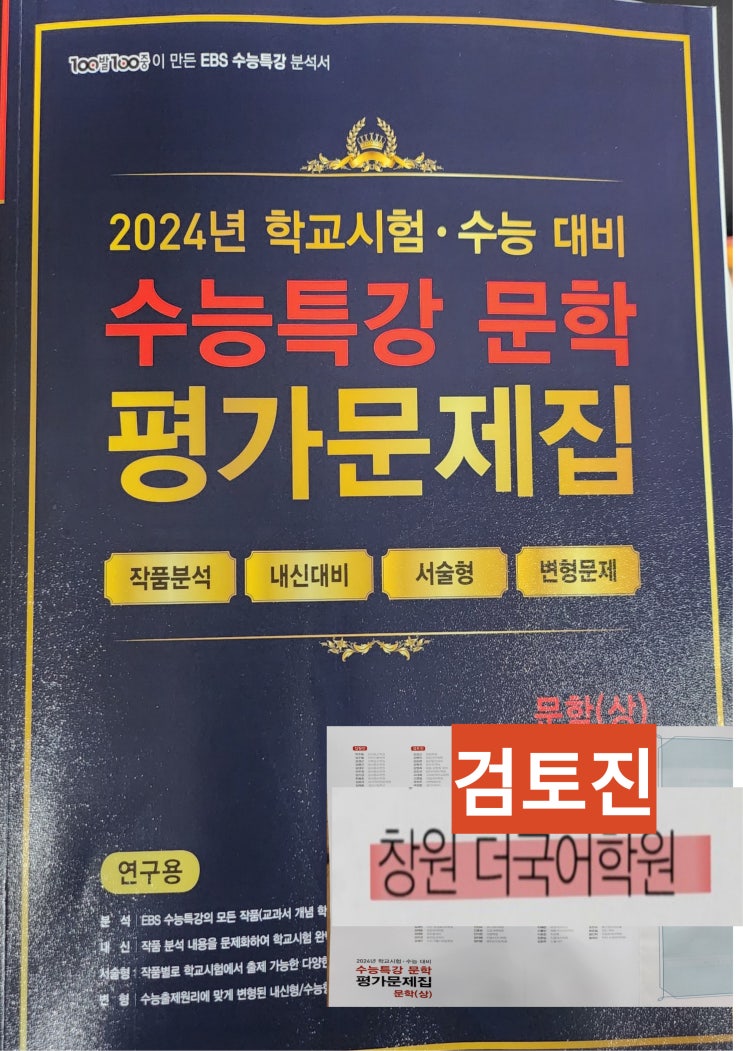 100발100중이 만든 EBS 수능특강 분석서
2024년 학교시험·수능 대비
수능특강 문학
평가문제집
작품분석 내신대비 서술형 변형문제
문학(상)
검토진
창원 더국어학원
연구용
분 석 EBS 수능특강의 모든 작품(교과서 개념 학
내 신 작품 분석 내용을 문제화하여 학교시험
서술형 작품별로 학교시험에서 출제 가능한 다양한
변 형 수능출제원리에 맞게 변형된 내신형/수능형
2024년 학교시험·수능 대비
수능특강 문학
평가문제집
문학(상)